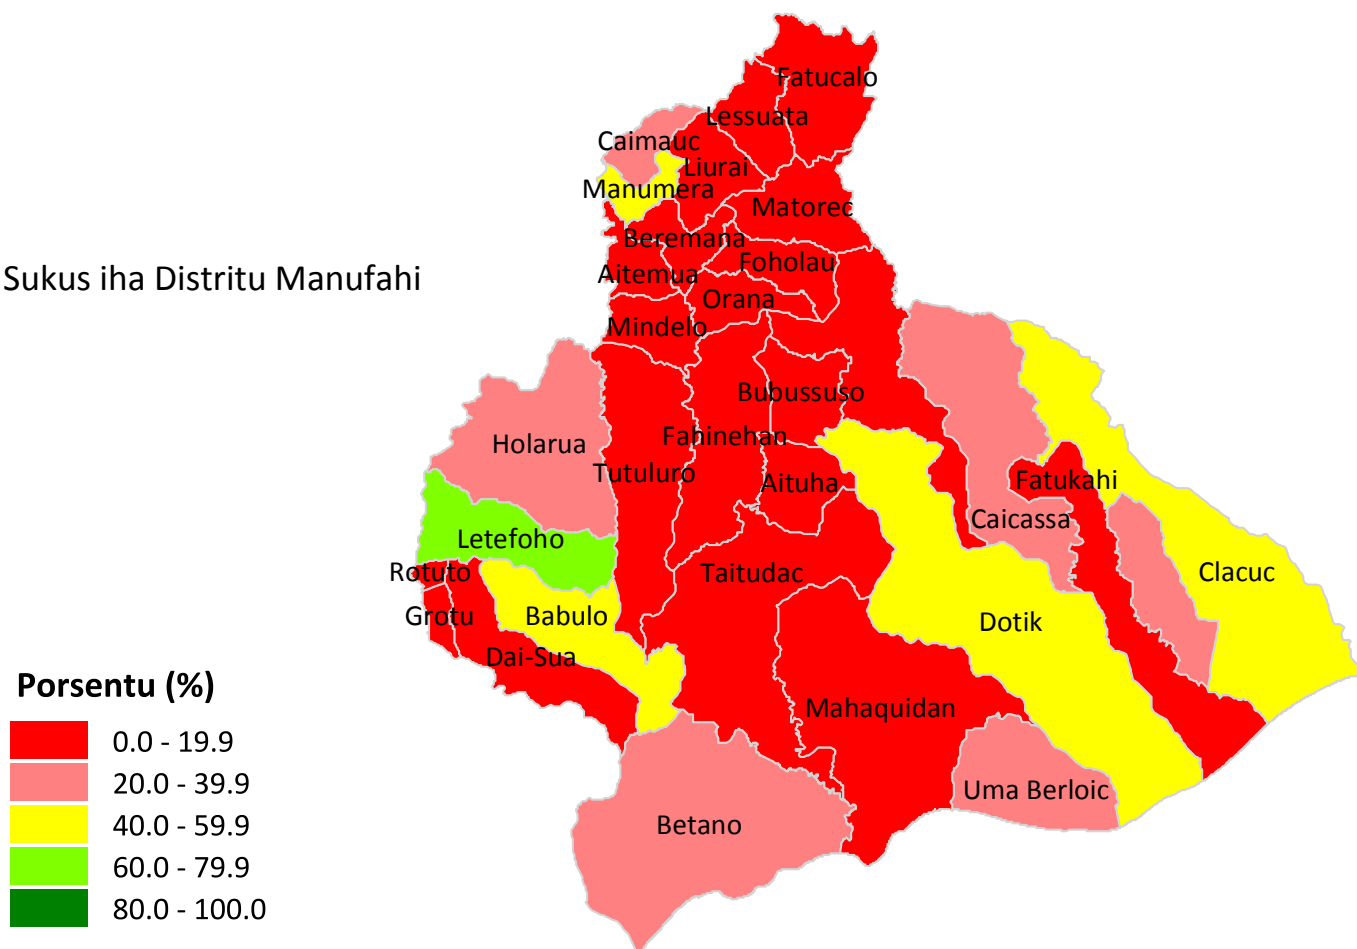 Fatucalo
Lessuata
Caimauc
Liurai
Manumera
Matorec
Beremana
Foholau
Aitemua
Sukus iha Distritu Manufahi
Orana
Mindelo
Bubussuso
Fahinehan
Holarua
Tutuluro
Aituha
Fatukahi
Caicassa
Letefoho
Rotuto
Taitudac
Clacuc
Grotu
Babulo
Dotik
Dai-Sua
Porsentu (%)
Mahaquidan
0.0 - 19.9
20.0 - 39.9
Uma Berloic
40.0 - 59.9
Betano
60.0 - 79.9
80.0 - 100.0